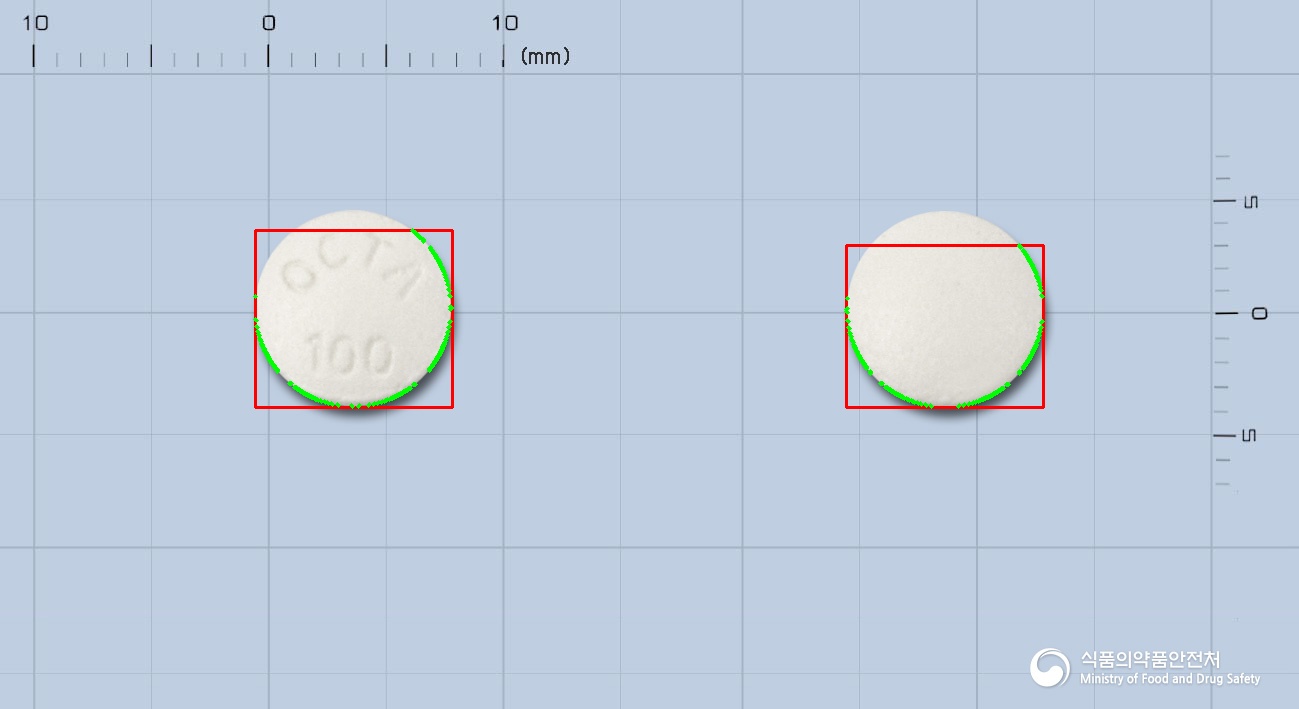 10 0 10
(mm)
OCTA
100
5
0
5
식품의약품안전처
Ministry of Food and Drug Safety